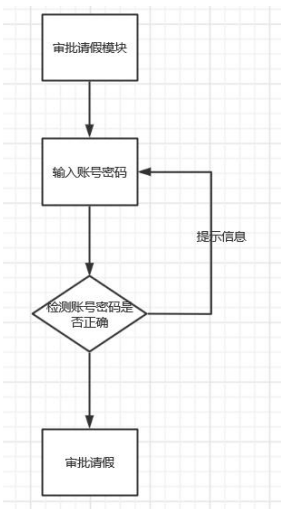 审批请假模块
输入账号密码
提示信息
检测账号密码是
否正确
审批请假